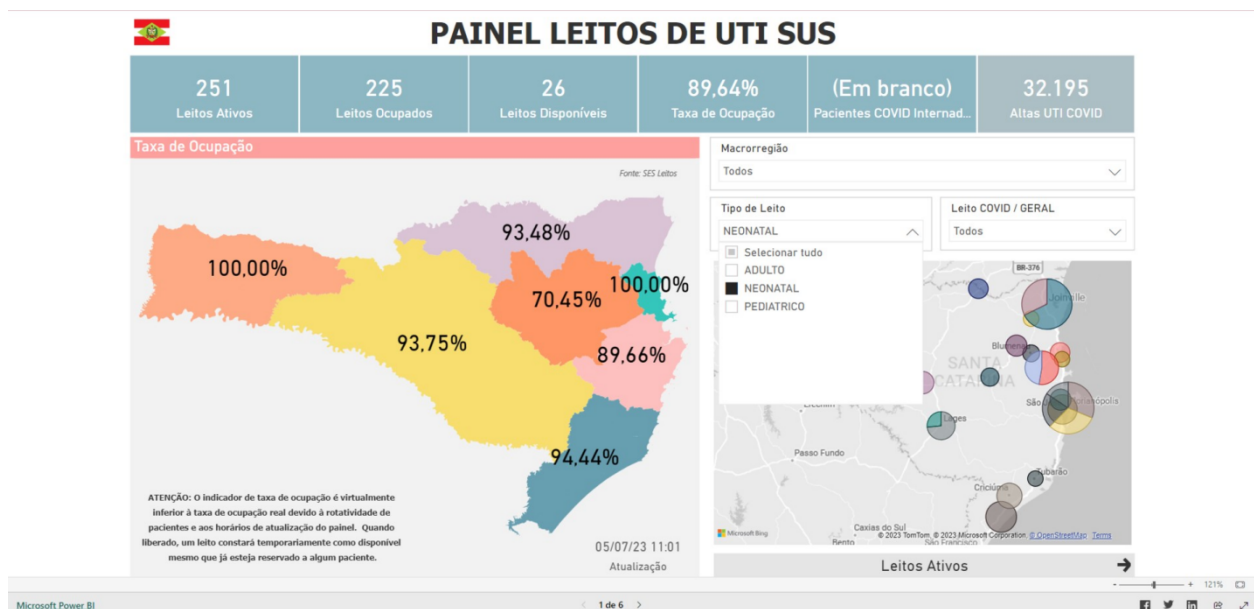 PAINEL LEITOS DE UTI SUS
251
Leitos Ativos
225
Leitos Ocupados
26
Leitos Disponíveis
89,64%
Taxa de Ocupação
(Em branco)
Pacientes COVID Internad...
32.195
Altas UTI COVID
Taxa de Ocupação
Fonte: SES Leitos
93,48%
100,00%
100,00%
70,45%
93,75%
89,66%
94,44%
ATENÇÃO: O indicador de taxa de ocupação é virtualmente
inferior à taxa de ocupação real devido à rotatividade de
pacientes e aos horários de atualização do painel. Quando
liberado, um leito constará temporariamente como disponível
mesmo que já esteja reservado a algum paciente.
05/07/23 11:01
Atualização
Macrorregião
Todos
Tipo de Leito
NEONATAL
Selecionar tudo
ADULTO
NEONATAL
PEDIATRICO
Leito COVID / GERAL
Todos
BR-376
Joinville
SANTA
São
Lages
Passo Fundo
Tubarão
Caxias do Sul
Bento
São Francisco
Microsoft Bing
© 2023 TomTom, © 2023 Microsoft Corporation, © OpenStreetMap Terms
Leitos Ativos
121%
Microsoft Power BI
1 de 6